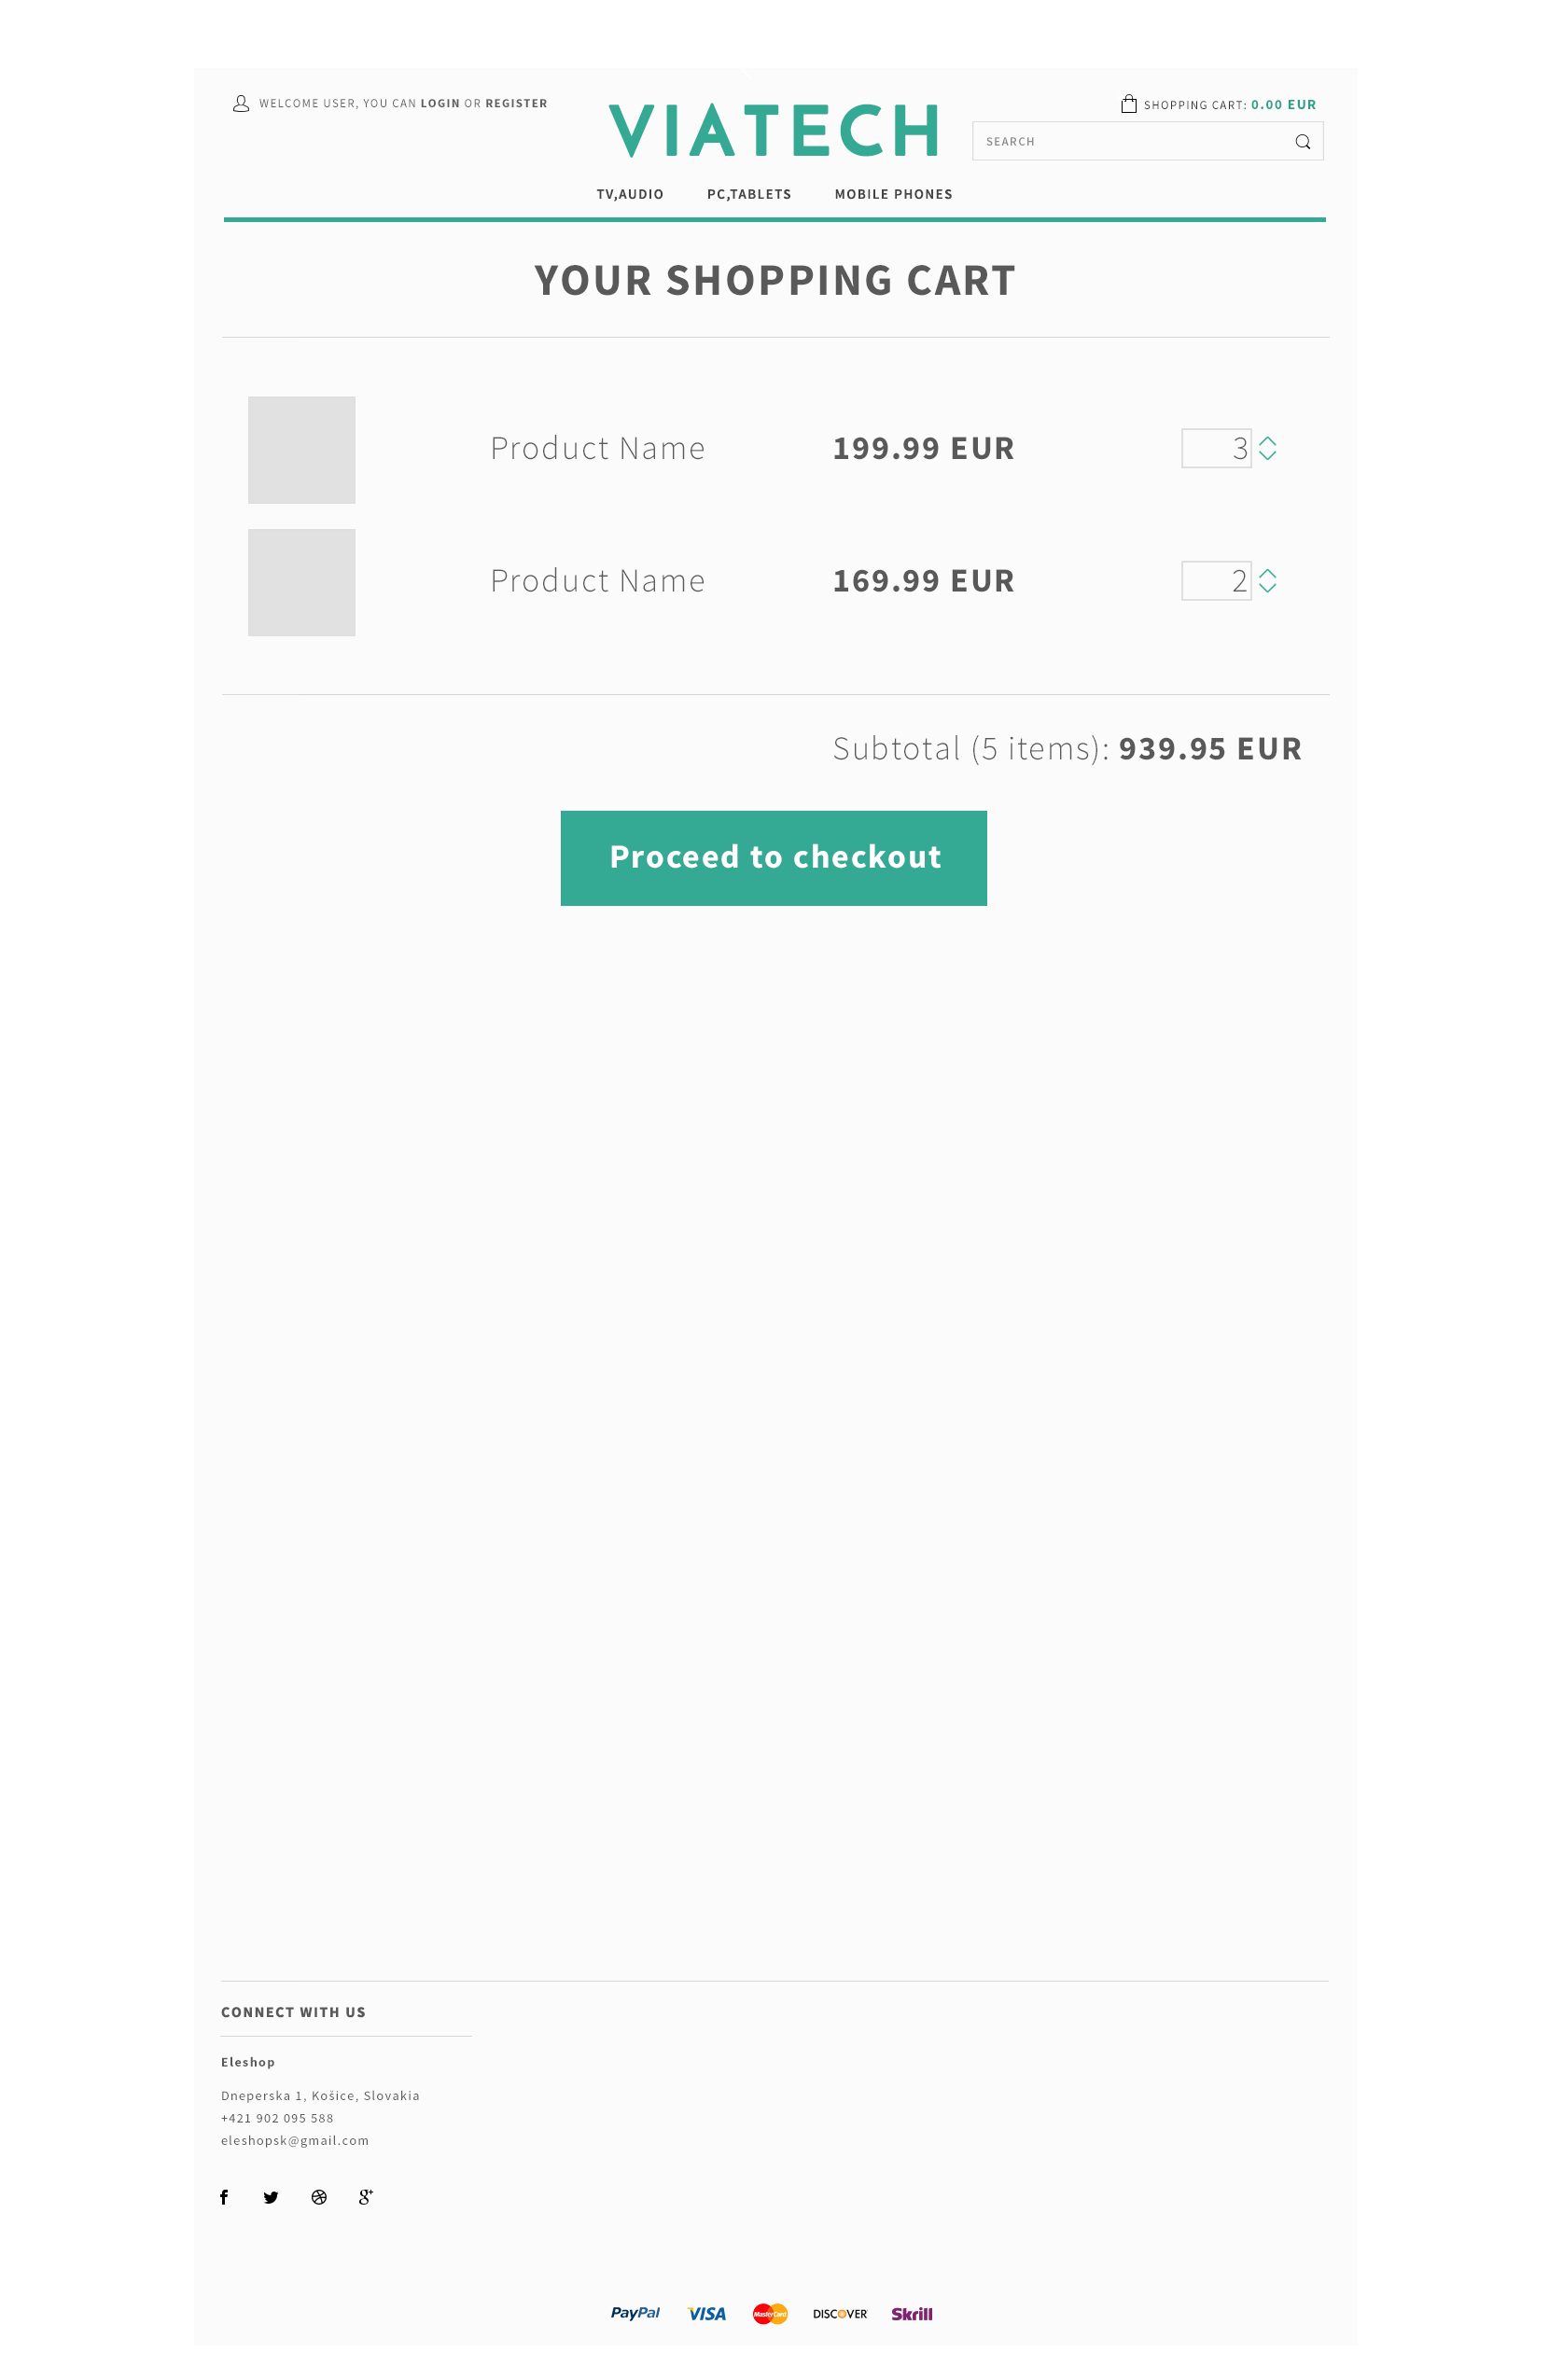 WELCOME USER, YOU CAN LOGIN OR REGISTER
VIATECH
SHOPPING CART: 0.00 EUR
SEARCH
TV,AUDIO PC,TABLETS MOBILE PHONES
YOUR SHOPPING CART
Product Name 199.99 EUR 3
Product Name 169.99 EUR 2
Subtotal (5 items): 939.95 EUR
Proceed to checkout
CONNECT WITH US
Eleshop
Dneperska 1, Košice, Slovakia
+421 902 095 588
eleshopsk@gmail.com
PayPal VISA MasterCard DISCOVER Skrill